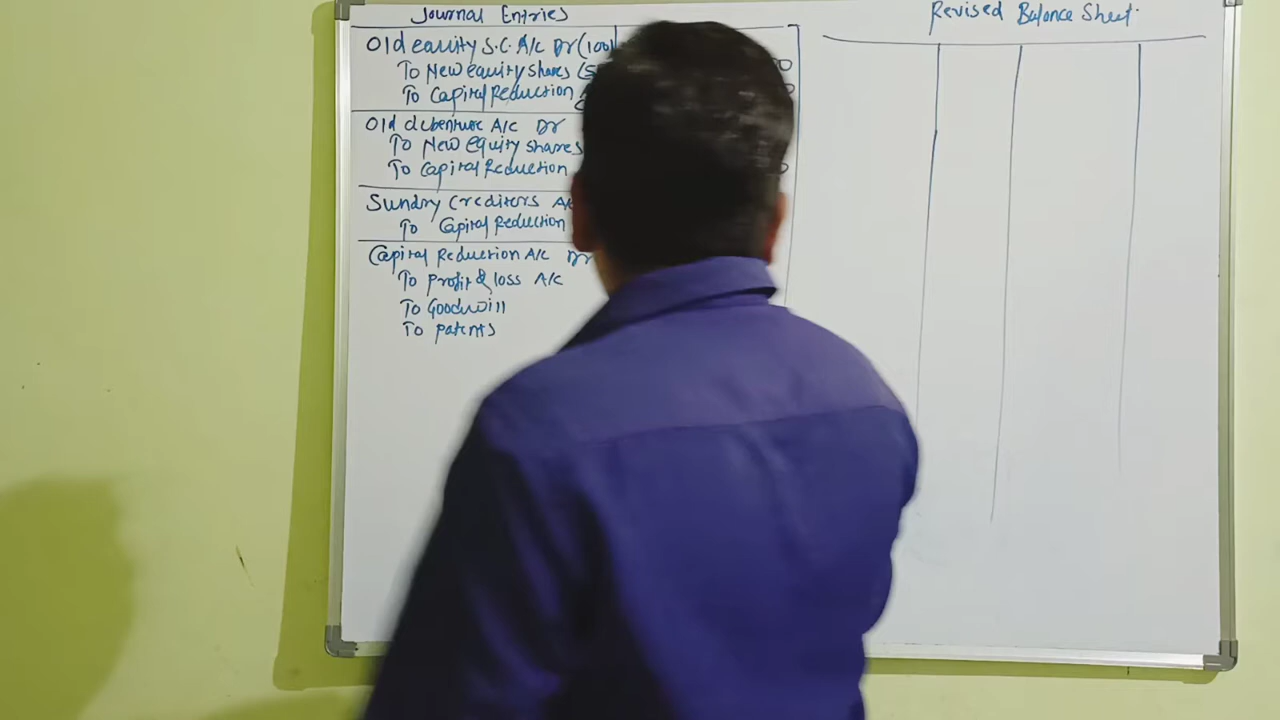 Journal Entries
Old equity S.C. A/c Dr (100
To New equity shares (5
To Capital Reduction
Old debenture A/c Dr
To New equity shares
To Capital Reduction
Sundry Crediters A/
To Capital Reduction
Capital Reduction A/c Dr
To Profit & loss A/c
To Goodwill
To patents
Revised Balance Sheet.